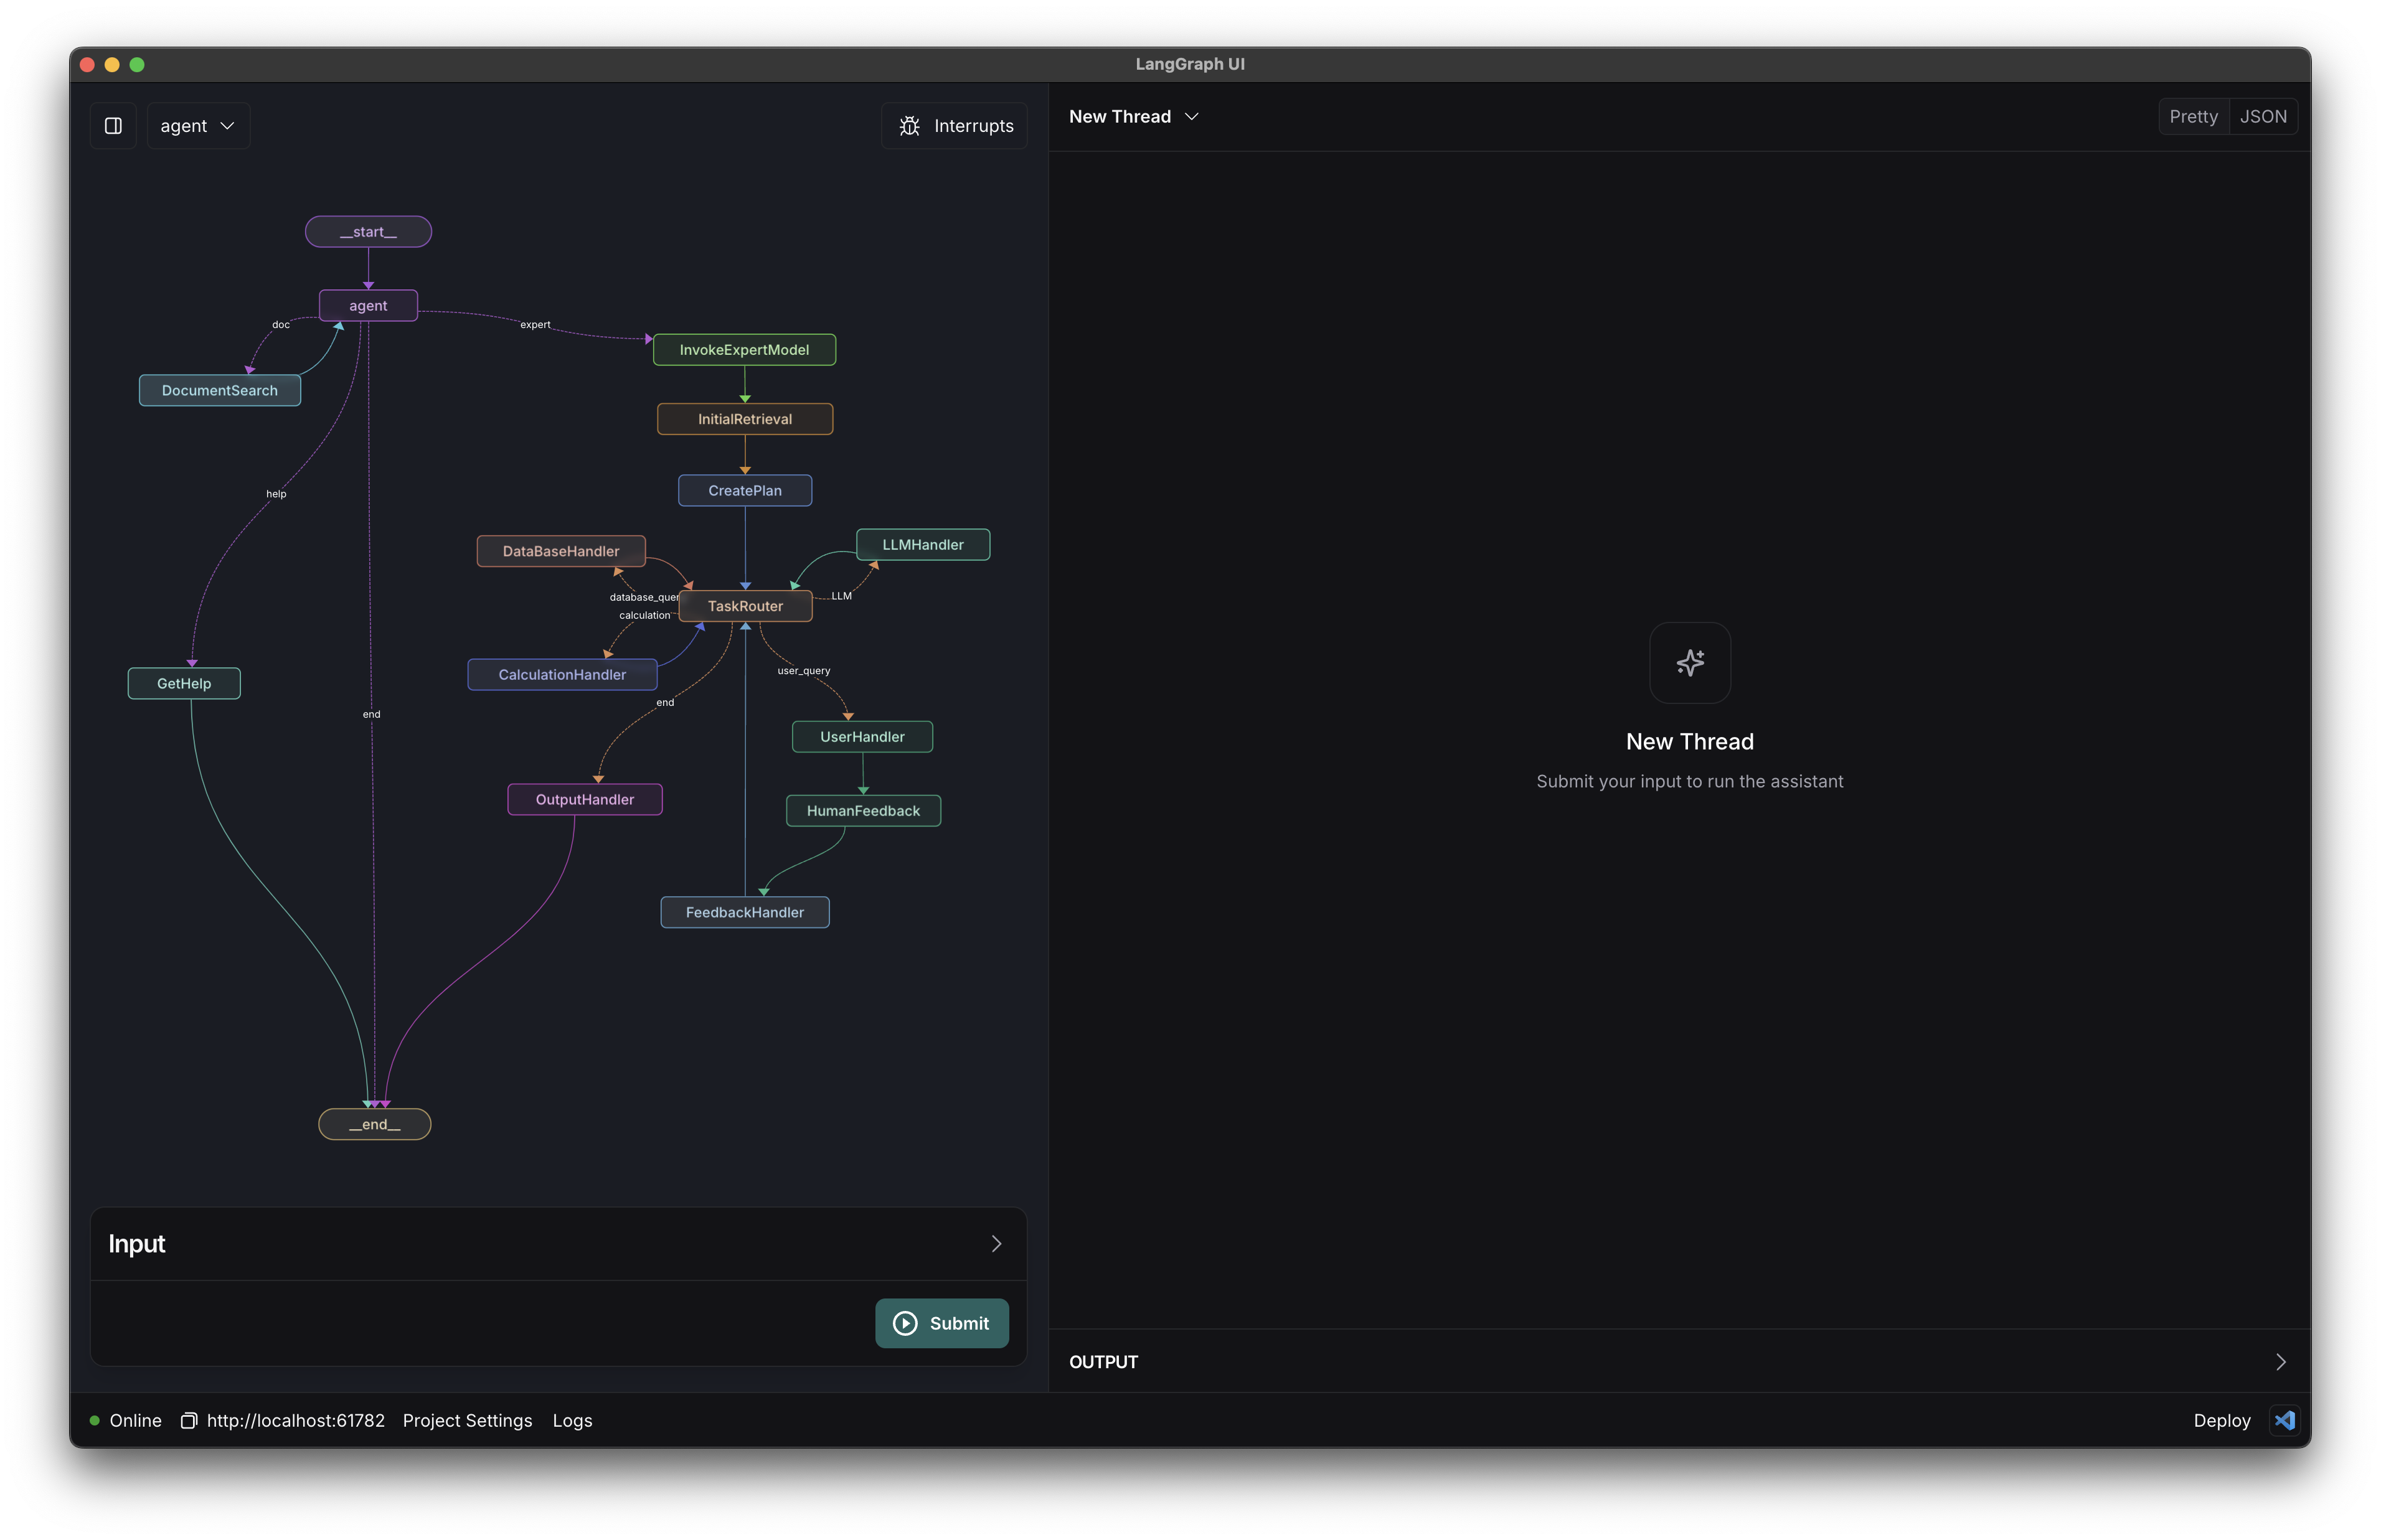 LangGraph UI
agent
Interrupts
New Thread
Pretty
JSON
__start__
agent
doc
expert
InvokeExpertModel
DocumentSearch
InitialRetrieval
CreatePlan
help
DataBaseHandler
LLMHandler
database_quer
LLM
TaskRouter
calculation
CalculationHandler
user_query
GetHelp
end
end
UserHandler
OutputHandler
HumanFeedback
FeedbackHandler
__end__
New Thread
Submit your input to run the assistant
Input
Submit
OUTPUT
Online
http://localhost:61782
Project Settings
Logs
Deploy